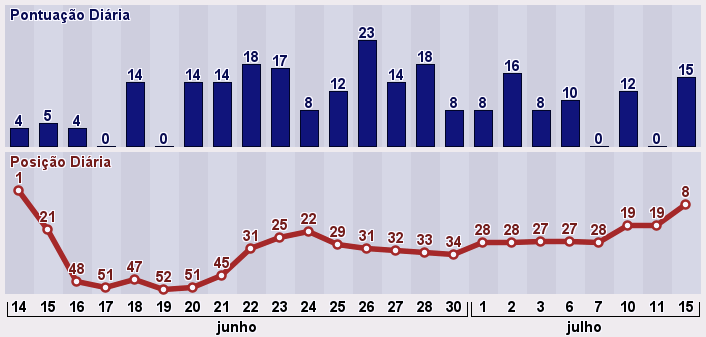 Pontuação Diária
4 5 4 0 14 0 14 14 18 17 8 12 23 14 18 8 8 16 8 10 0 12 0 15
Posição Diária
1 21 48 51 47 52 51 45 31 25 22 29 31 32 33 34 28 28 27 27 28 19 19 8
14 15 16 17 18 19 20 21 22 23 24 25 26 27 28 30 1 2 3 6 7 10 11 15
junho julho